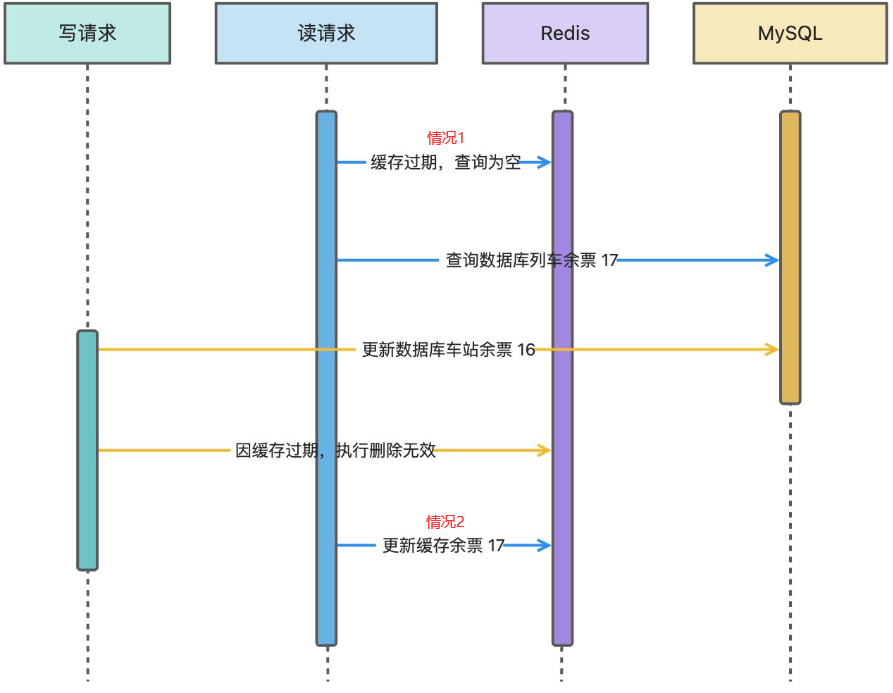 写请求
读请求
Redis
MySQL
情况1
缓存过期，查询为空
查询数据库列车余票 17
更新数据库车站余票 16
因缓存过期，执行删除无效
情况2
更新缓存余票 17